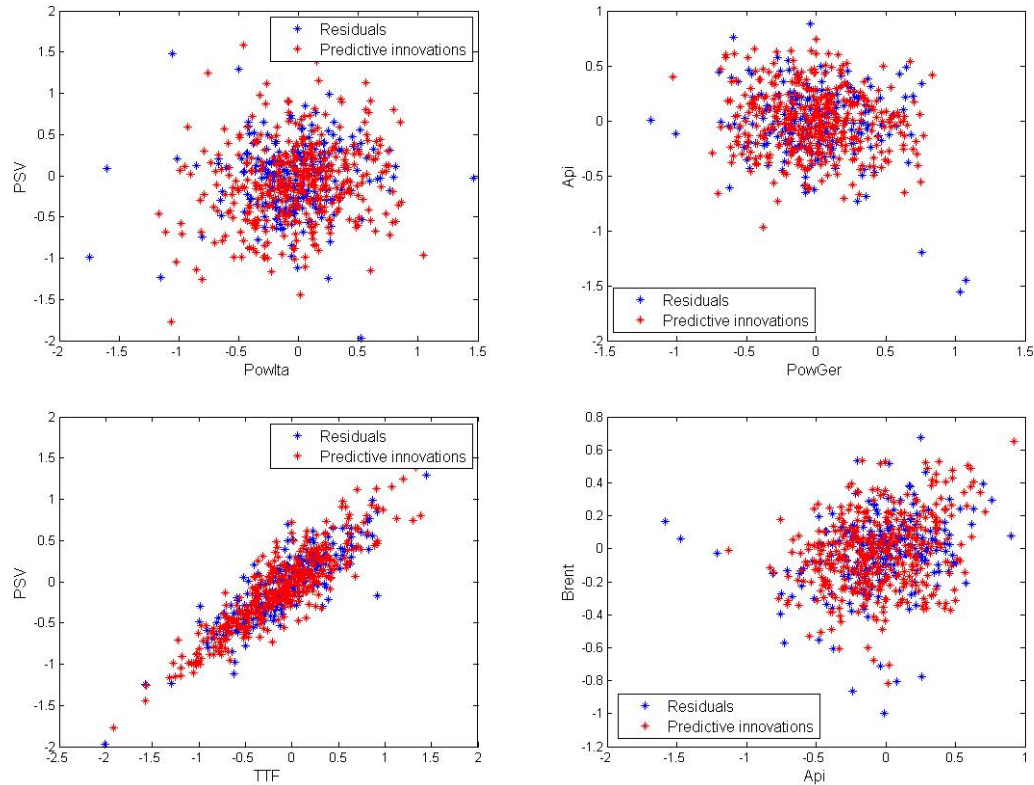 2
1.5
1
0.5
0
-0.5
-1
-1.5
-2
PSV
-2 -1.5 -1 -0.5 0 0.5 1 1.5
PowIta
Residuals
Predictive innovations
1
0.5
0
-0.5
-1
-1.5
-2
Api
-1.5 -1 -0.5 0 0.5 1 1.5
PowGer
Residuals
Predictive innovations
2
1.5
1
0.5
0
-0.5
-1
-1.5
-2
PSV
-2.5 -2 -1.5 -1 -0.5 0 0.5 1 1.5 2
TTF
Residuals
Predictive innovations
0.8
0.6
0.4
0.2
0
-0.2
-0.4
-0.6
-0.8
-1
-1.2
Brent
-2 -1.5 -1 -0.5 0 0.5 1
Api
Residuals
Predictive innovations